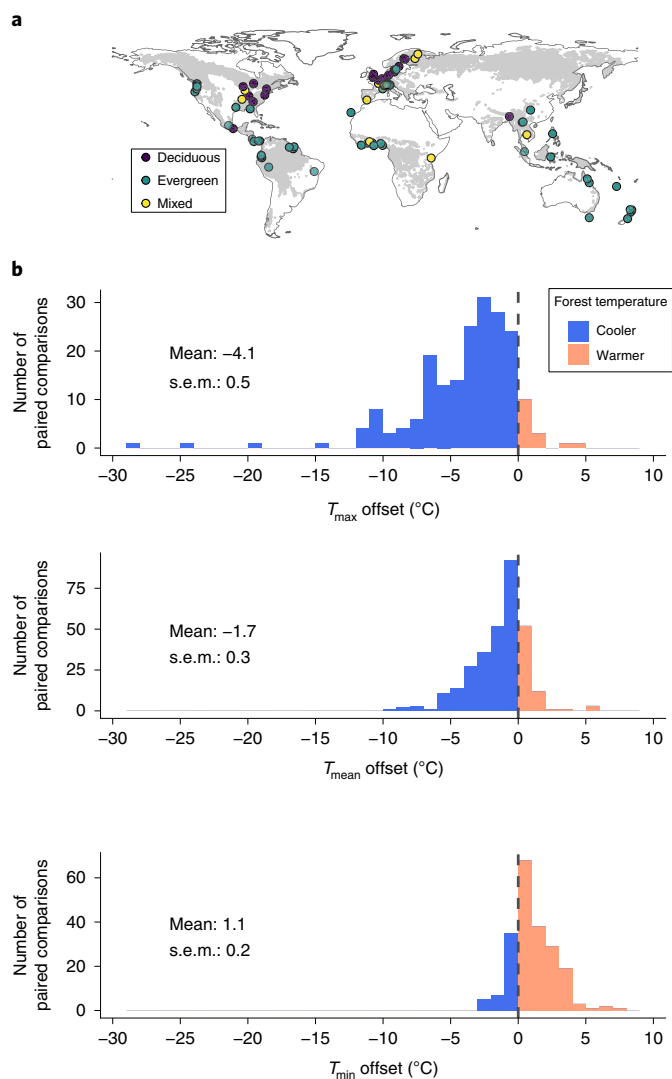 a
Deciduous
Evergreen
Mixed
b
Number of
paired comparisons
30
20
10
0
Mean: −4.1
s.e.m.: 0.5
Forest temperature
Cooler
Warmer
−30 −25 −20 −15 −10 −5 0 5 10
Tmax offset (°C)
Number of
paired comparisons
75
50
25
0
Mean: −1.7
s.e.m.: 0.3
−30 −25 −20 −15 −10 −5 0 5 10
Tmean offset (°C)
Number of
paired comparisons
60
40
20
0
Mean: 1.1
s.e.m.: 0.2
−30 −25 −20 −15 −10 −5 0 5 10
Tmin offset (°C)